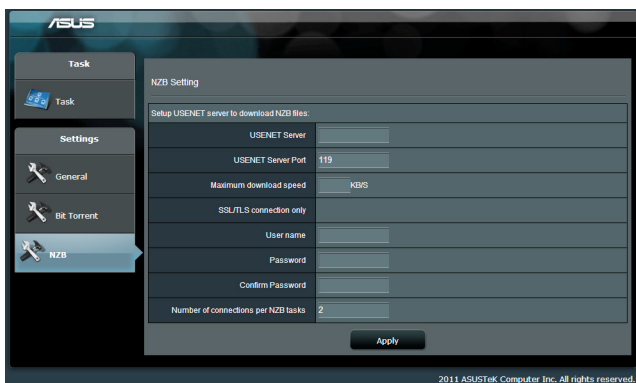 ASUS
Task
Task
Settings
General
Bit Torrent
NZB
NZB Setting
Setup USENET server to download NZB files:
USENET Server
USENET Server Port 119
Maximum download speed KB/S
SSL/TLS connection only
User name
Password
Confirm Password
Number of connections per NZB tasks 2
Apply
2011 ASUSTeK Computer Inc. All rights reserved.